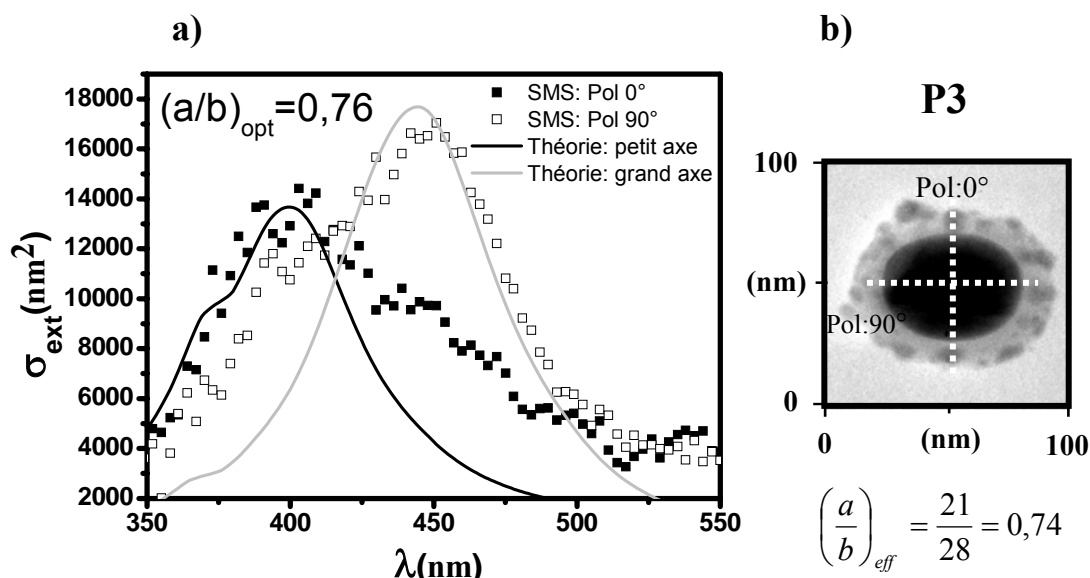 a)
(a/b)opt=0,76
SMS: Pol 0°
SMS: Pol 90°
Théorie: petit axe
Théorie: grand axe
18000
16000
14000
12000
10000
8000
6000
4000
2000
σext(nm²)
350 400 450 500 550
λ(nm)
b)
P3
100
(nm)
0
Pol:0°
Pol:90°
0 (nm) 100
(a/b)eff = 21/28 = 0,74